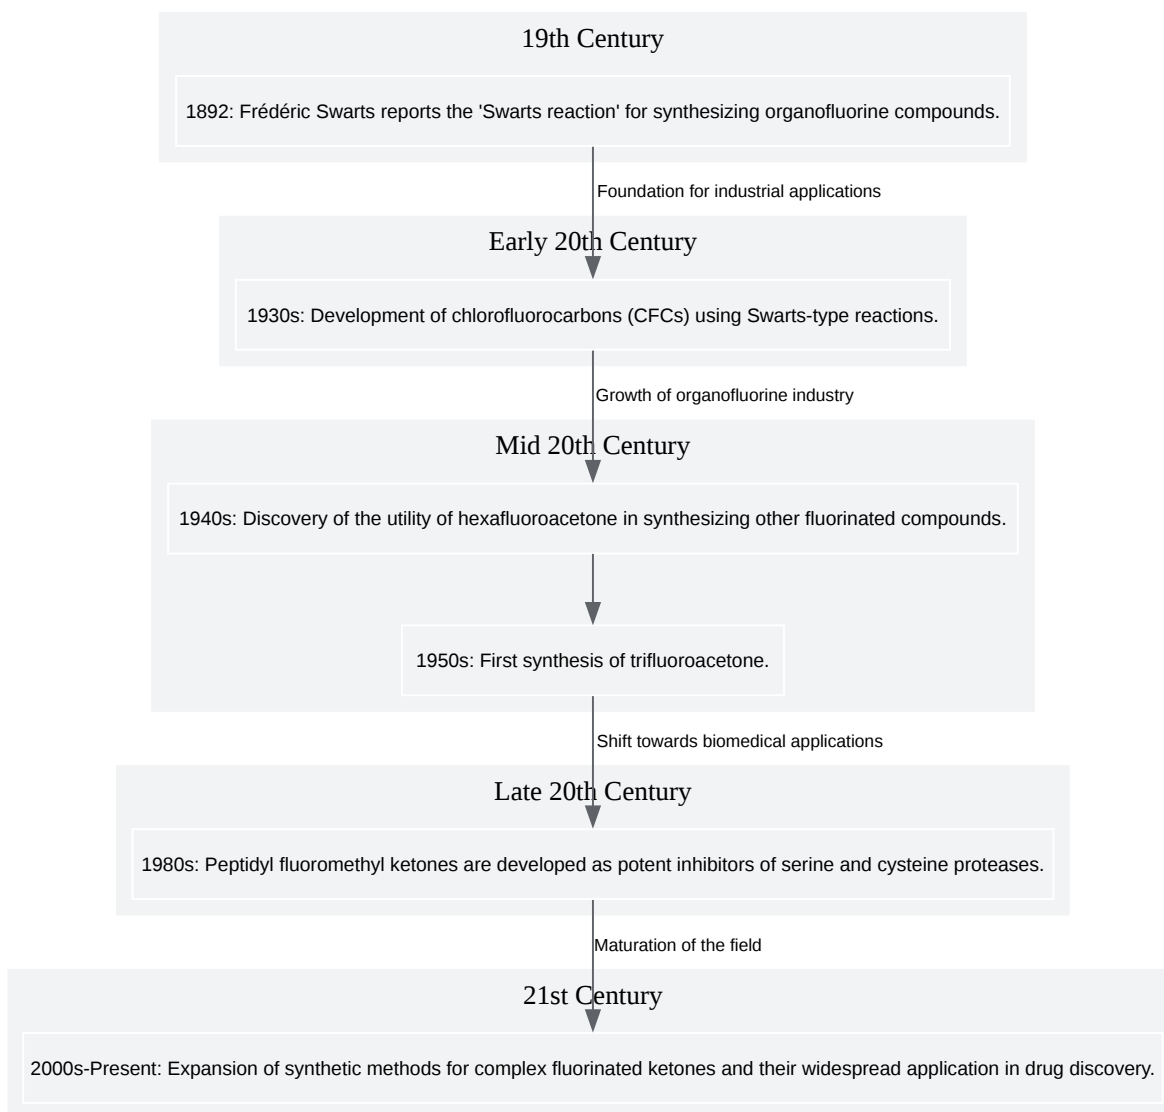 19th Century
1892: Frédéric Swarts reports the 'Swarts reaction' for synthesizing organofluorine compounds.
Foundation for industrial applications
Early 20th Century
1930s: Development of chlorofluorocarbons (CFCs) using Swarts-type reactions.
Growth of organofluorine industry
Mid 20th Century
1940s: Discovery of the utility of hexafluoroacetone in synthesizing other fluorinated compounds.
1950s: First synthesis of trifluoroacetone.
Shift towards biomedical applications
Late 20th Century
1980s: Peptidyl fluoromethyl ketones are developed as potent inhibitors of serine and cysteine proteases.
Maturation of the field
21st Century
2000s-Present: Expansion of synthetic methods for complex fluorinated ketones and their widespread application in drug discovery.